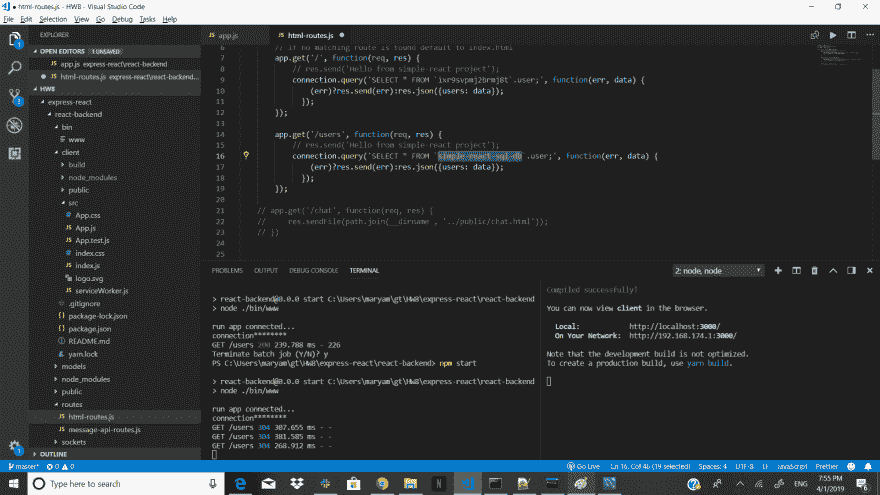 html-routes.js - HW8 - Visual Studio Code
File Edit Selection View Go Debug Tasks Help
EXPLORER
OPEN EDITORS 1 UNSAVED
app.js express-react\react-backend
html-routes.js express-react\react-backend...
HW8
express-react
react-backend
bin
www
client
build
node_modules
public
src
App.css
App.js
App.test.js
index.css
index.js
logo.svg
serviceWorker.js
.gitignore
package-lock.json
package.json
README.md
yarn.lock
models
node_modules
public
routes
html-routes.js
message-api-routes.js
sockets
OUTLINE
app.js
html-routes.js
6 // If no matching route is found default to index.html
7 app.get('/', function(req, res) {
8 // res.send('Hello from simple-react project');
9 connection.query('SELECT * FROM `ixr9svpmj2brmj8t`.user;', function(err, data) {
10 (err)?res.send(err):res.json({users: data});
11 });
12 });
13
14 app.get('/users', function(req, res) {
15 // res.send('Hello from simple-react project');
16 connection.query('SELECT * FROM `simple-react-sql-db`.user;', function(err, data) {
17 (err)?res.send(err):res.json({users: data});
18 });
19 });
20
21 // app.get('/chat', function(req, res) {
22 // res.sendFile(path.join(__dirname , '../public/chat.html'));
23 // })
24
25
PROBLEMS OUTPUT DEBUG CONSOLE TERMINAL
2: node, node
> react-backend@0.0.0 start C:\Users\maryam\gt\HW8\express-react\react-backend
> node ./bin/www
run app connected...
connection********
GET /users 200 239.788 ms - 226
Terminate batch job (Y/N)? y
PS C:\Users\maryam\gt\HW8\express-react\react-backend> npm start
> react-backend@0.0.0 start C:\Users\maryam\gt\HW8\express-react\react-backend
> node ./bin/www
run app connected...
connection********
GET /users 304 307.655 ms - -
GET /users 304 381.585 ms - -
GET /users 304 268.912 ms - -
Compiled successfully!
You can now view client in the browser.
Local: http://localhost:3000/
On Your Network: http://192.168.174.1:3000/
Note that the development build is not optimized.
To create a production build, use yarn build.
master* 0 0
Go Live Ln 16, Col 46 (19 selected) Spaces: 4 UTF-8 LF JavaScript Prettier
Type here to search
ENG
7:55 PM
4/1/2019